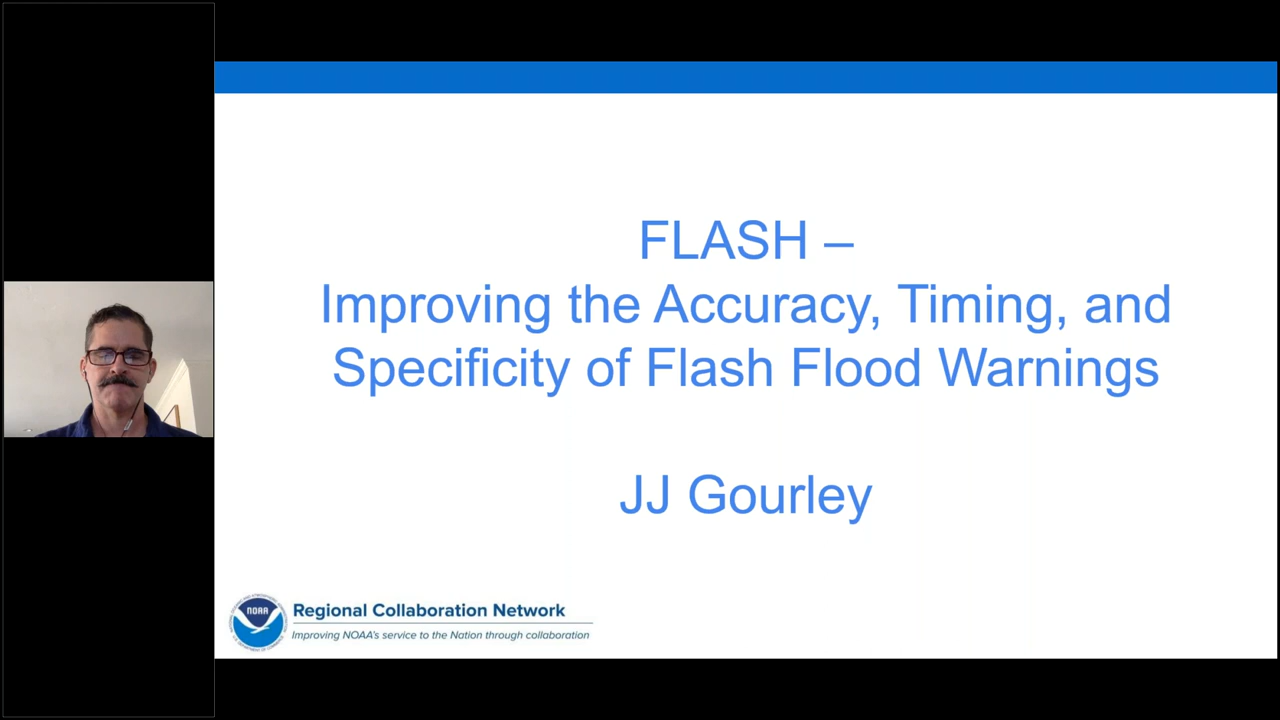 FLASH –
Improving the Accuracy, Timing, and
Specificity of Flash Flood Warnings
JJ Gourley
NOAA
Regional Collaboration Network
Improving NOAA's service to the Nation through collaboration